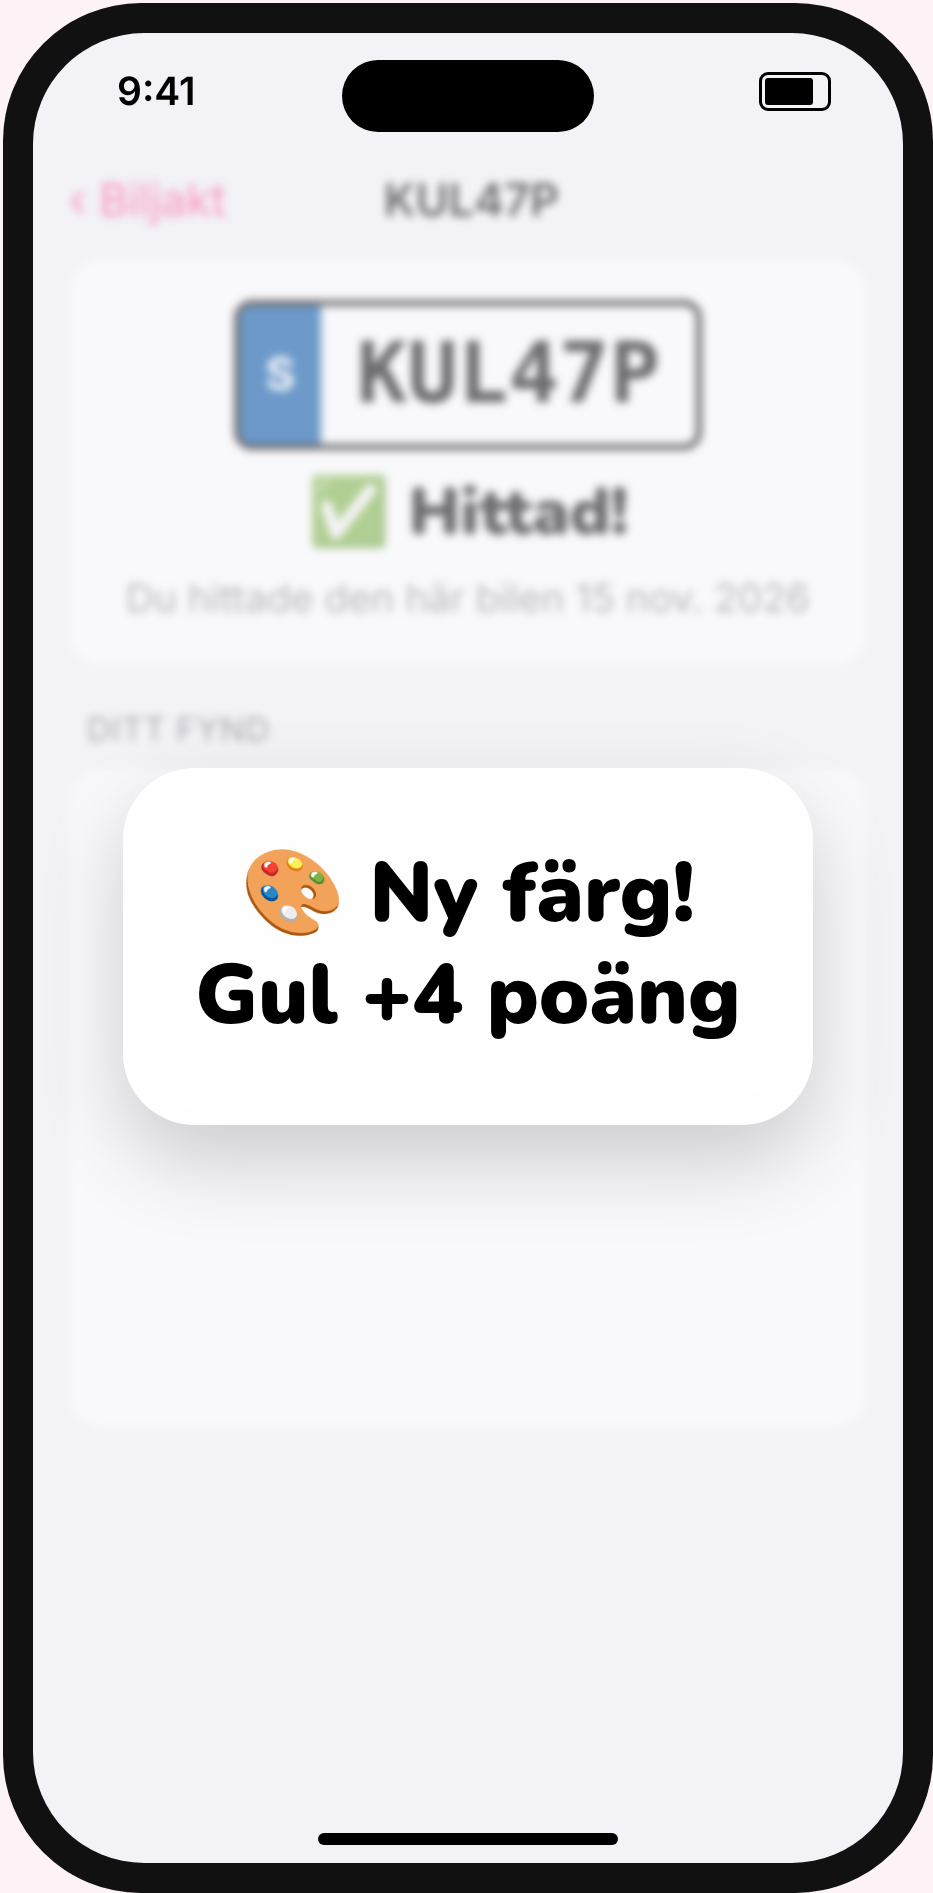 9:41
‹ Biljakt
KUL47P
S KUL47P
✅ Hittad!
Du hittade den här bilen 15 nov. 2026
DITT FYND
🎨 Ny färg!
Gul +4 poäng